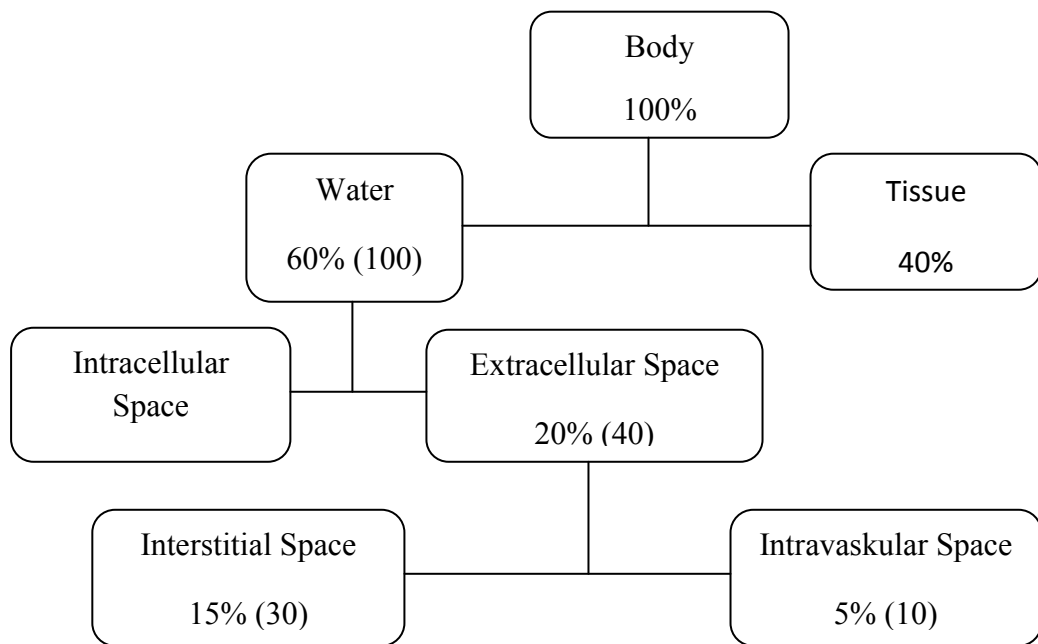 Body
100%
Water
60% (100)
Tissue
40%
Intracellular
Space
Extracellular Space
20% (40)
Interstitial Space
15% (30)
Intravaskular Space
5% (10)